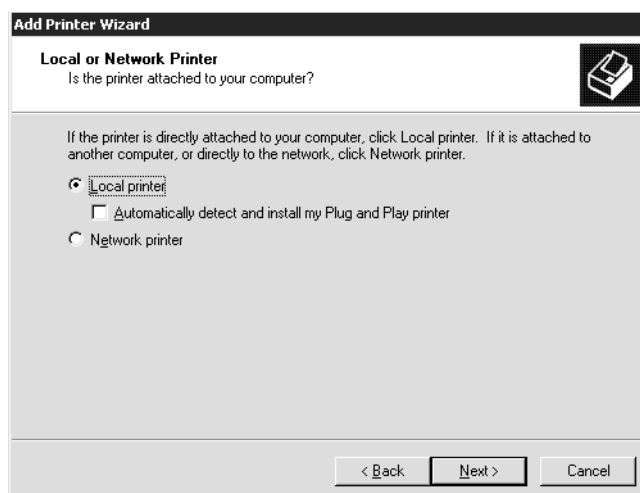 Add Printer Wizard
Local or Network Printer
Is the printer attached to your computer?
If the printer is directly attached to your computer, click Local printer. If it is attached to
another computer, or directly to the network, click Network printer.
Local printer
Automatically detect and install my Plug and Play printer
Network printer
< Back Next > Cancel